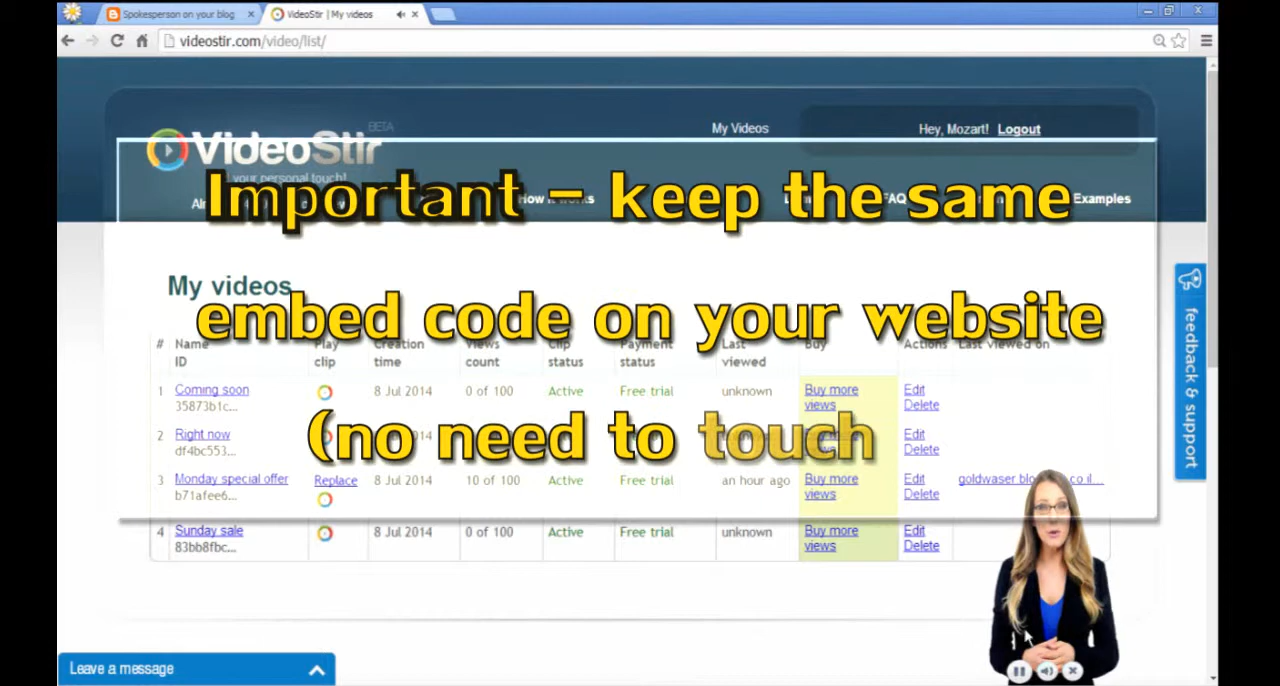 Spokesperson on your blog
VideoStir | My videos
videostir.com/video/list/
BETA
My Videos
Hey, Mozart! Logout
VideoStir
your personal touch!
Important – keep the same
How it works
FAQ
Examples
My videos
embed code on your website
# Name ID Play clip Creation time Views count Clip status Payment status Last viewed Buy Actions Last viewed on
1 Coming soon 8 Jul 2014 0 of 100 Active Free trial unknown Buy more views Edit
35873b1c... Delete
(no need to touch
2 Right now Edit
df4bc553... Delete
3 Monday special offer Replace 8 Jul 2014 10 of 100 Active Free trial an hour ago Buy more views Edit
b71afee6... Delete
4 Sunday sale 8 Jul 2014 0 of 100 Active Free trial unknown Buy more views Edit
83bb8fbc... Delete
feedback & support
Leave a message